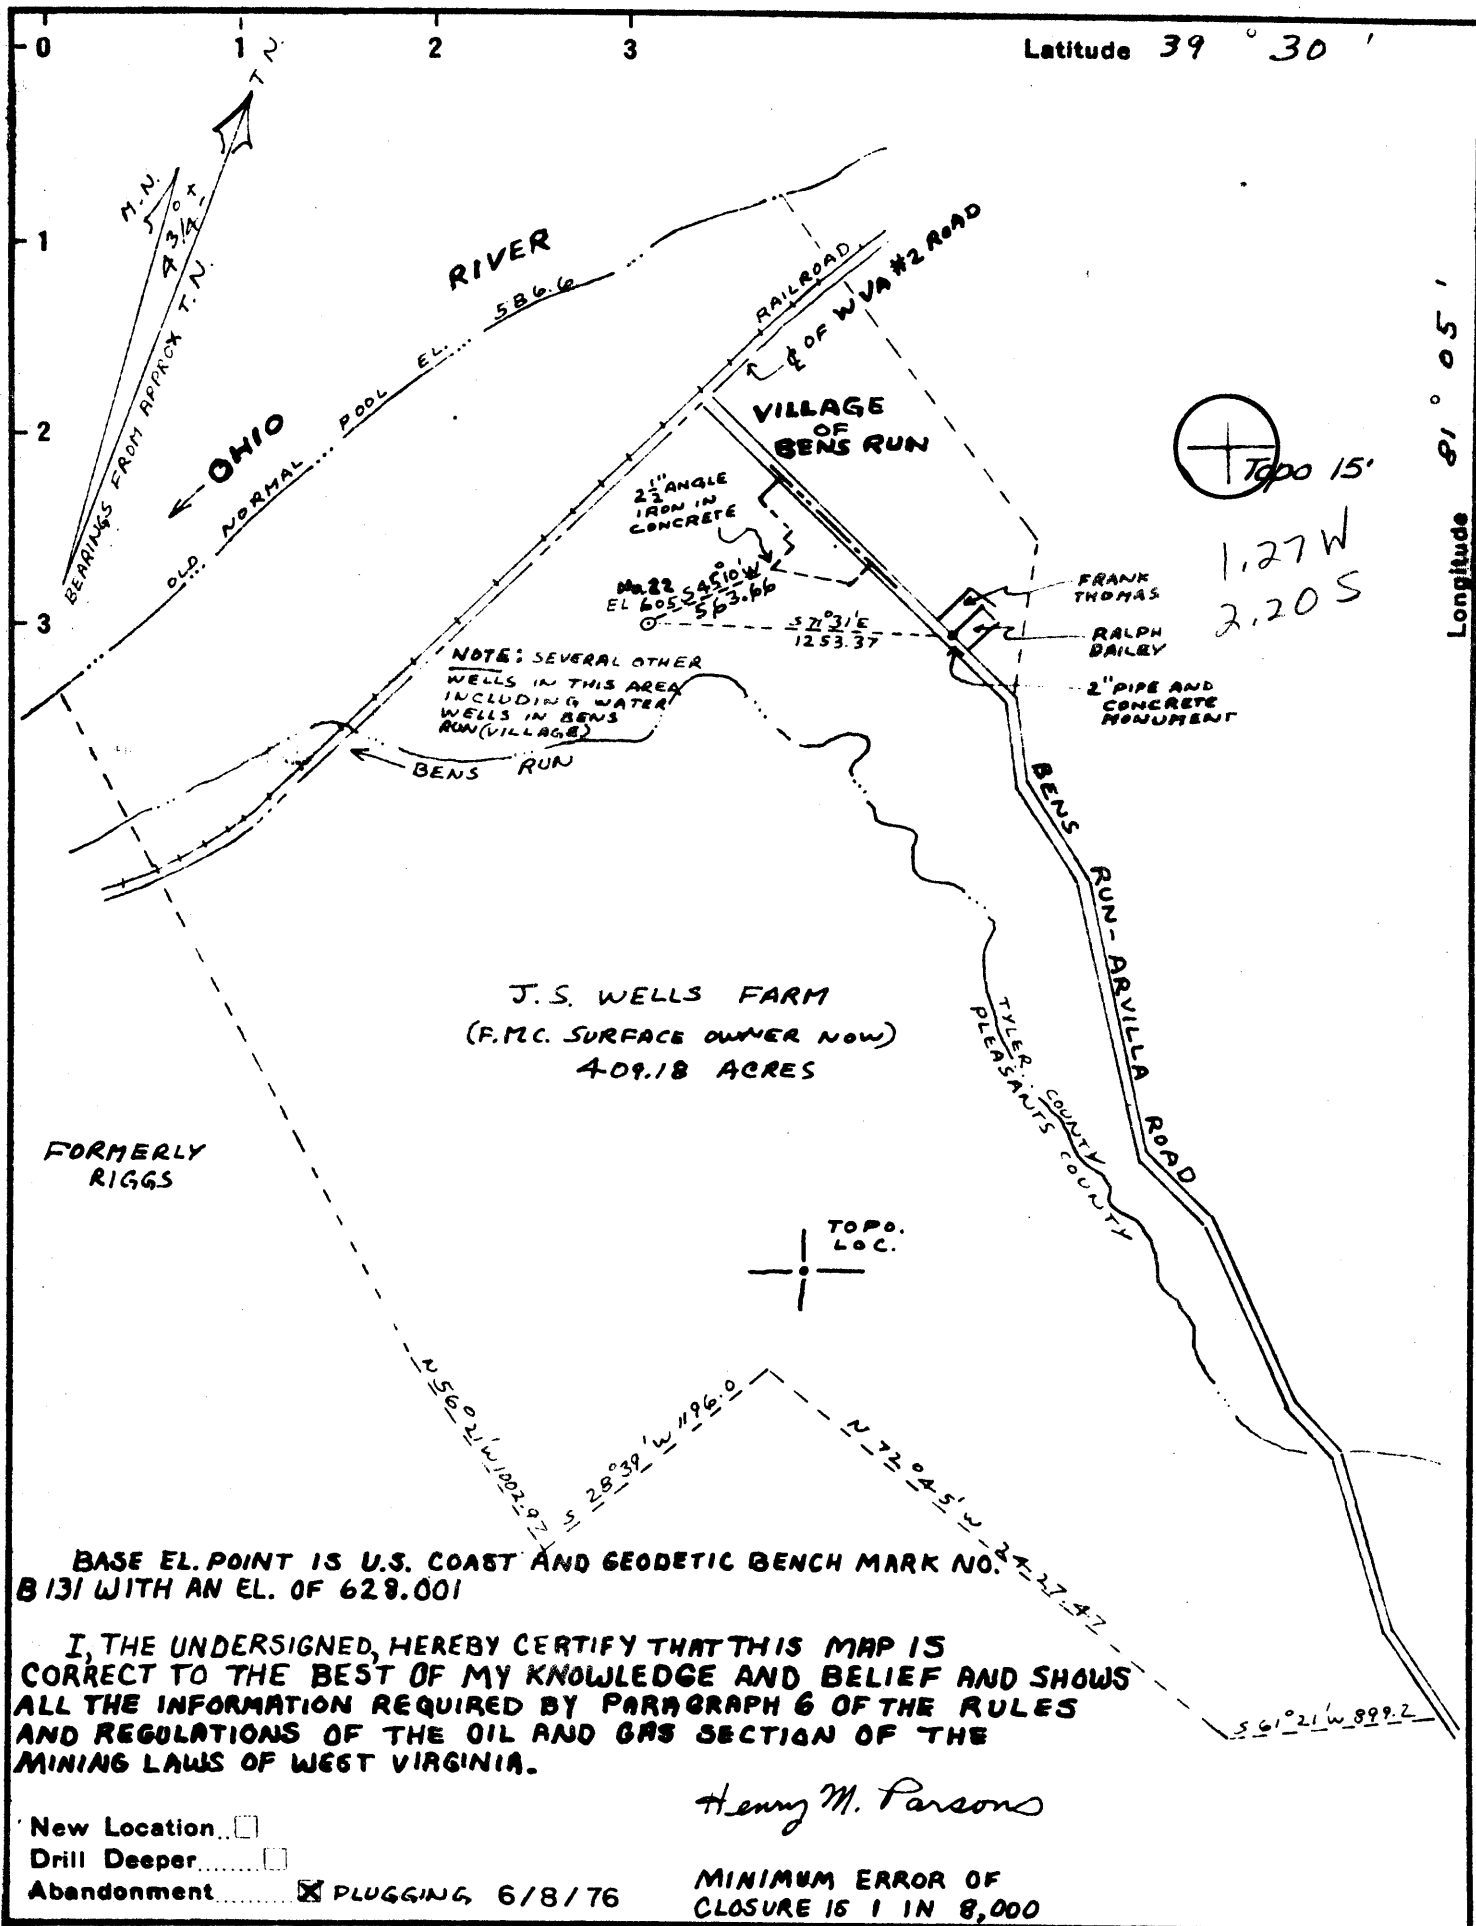 0 1 2 3 Latitude 39 ° 30 '
T.N.
M.N.
4 3/4 ° ±
BEARINGS FROM APPROX T.N.
1
2
3
RIVER
OHIO
OLD NORMAL POOL EL. 586.6
RAILROAD
℄ OF W VA #2 ROAD
VILLAGE
OF
BENS RUN
Longitude 81 ° 05 '
Topo 15'
1.27 W
2.20 S
2 1/2" ANGLE
IRON IN
CONCRETE
No. 22
EL 605
563.66
S 71° 31' E
1253.37
FRANK
THOMAS
RALPH
DAILEY
2" PIPE AND
CONCRETE
MONUMENT
NOTE: SEVERAL OTHER
WELLS IN THIS AREA
INCLUDING WATER
WELLS IN BENS
RUN (VILLAGE)
BENS RUN
BENS RUN-ARVILLA ROAD
J.S. WELLS FARM
(F.M.C. SURFACE OWNER NOW)
409.18 ACRES
TYLER COUNTY
PLEASANTS COUNTY
FORMERLY
RIGGS
TOPO.
LOC.
N 56° 21' W 1002.97
S 28° 39' W 1196.0
N 72° 45' W 2427.47
S 61° 21' W 899.2
BASE EL. POINT IS U.S. COAST AND GEODETIC BENCH MARK NO.
B 131 WITH AN EL. OF 628.001
I, THE UNDERSIGNED, HEREBY CERTIFY THAT THIS MAP IS
CORRECT TO THE BEST OF MY KNOWLEDGE AND BELIEF AND SHOWS
ALL THE INFORMATION REQUIRED BY PARAGRAPH 6 OF THE RULES
AND REGULATIONS OF THE OIL AND GAS SECTION OF THE
MINING LAWS OF WEST VIRGINIA.
Henry M. Parsons
New Location..
Drill Deeper.......
Abandonment........ X PLUGGING 6/8/76
MINIMUM ERROR OF
CLOSURE IS 1 IN 8,000